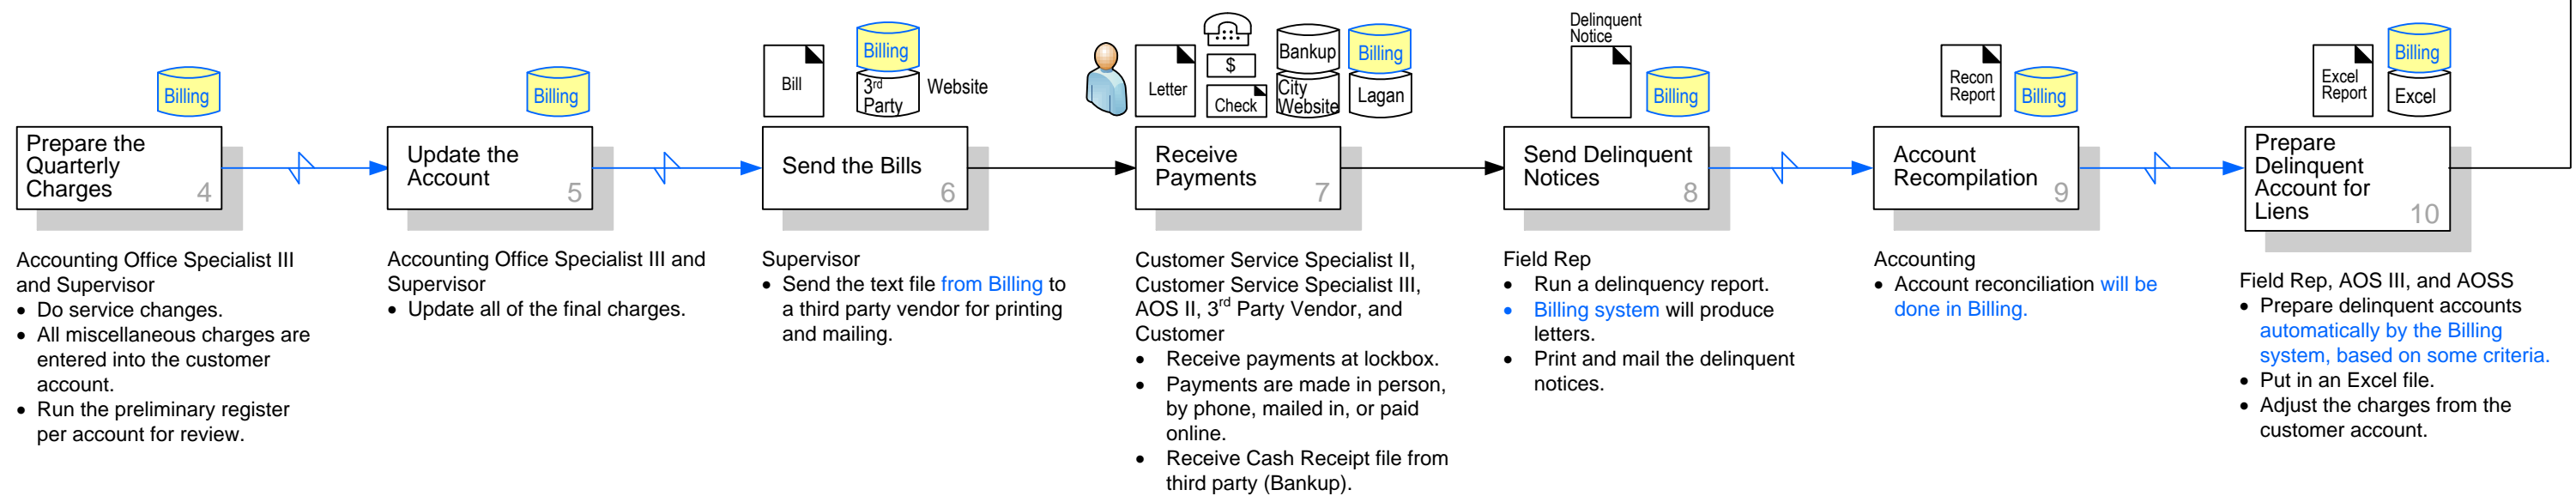 Billing
Prepare the
Quarterly
Charges
4
Accounting Office Specialist III
and Supervisor
• Do service changes.
• All miscellaneous charges are
entered into the customer
account.
• Run the preliminary register
per account for review.
Billing
Update the
Account
5
Accounting Office Specialist III and
Supervisor
• Update all of the final charges.
Bill
Billing
3rd
Party
Website
Send the Bills
6
Supervisor
• Send the text file from Billing to
a third party vendor for printing
and mailing.
Letter
$
Check
Bankup
City
Website
Billing
Lagan
Receive
Payments
7
Customer Service Specialist II,
Customer Service Specialist III,
AOS II, 3rd Party Vendor, and
Customer
• Receive payments at lockbox.
• Payments are made in person,
by phone, mailed in, or paid
online.
• Receive Cash Receipt file from
third party (Bankup).
Delinquent
Notice
Billing
Send Delinquent
Notices
8
Field Rep
• Run a delinquency report.
• Billing system will produce
letters.
• Print and mail the delinquent
notices.
Recon
Report
Billing
Account
Recompilation
9
Accounting
• Account reconciliation will be
done in Billing.
Excel
Report
Billing
Excel
Prepare
Delinquent
Account for
Liens
10
Field Rep, AOS III, and AOSS
• Prepare delinquent accounts
automatically by the Billing
system, based on some criteria.
• Put in an Excel file.
• Adjust the charges from the
customer account.